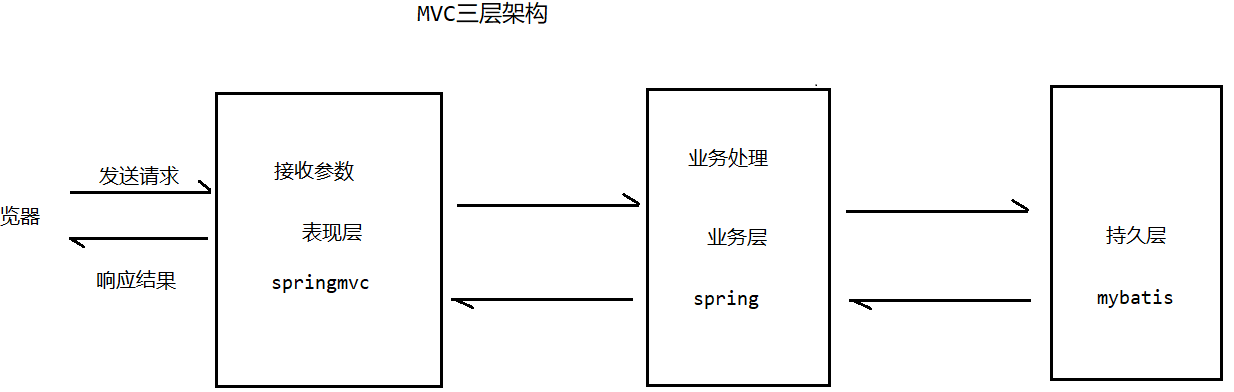 MVC三层架构
发送请求
览器
响应结果
接收参数
表现层
springmvc
业务处理
业务层
spring
持久层
mybatis